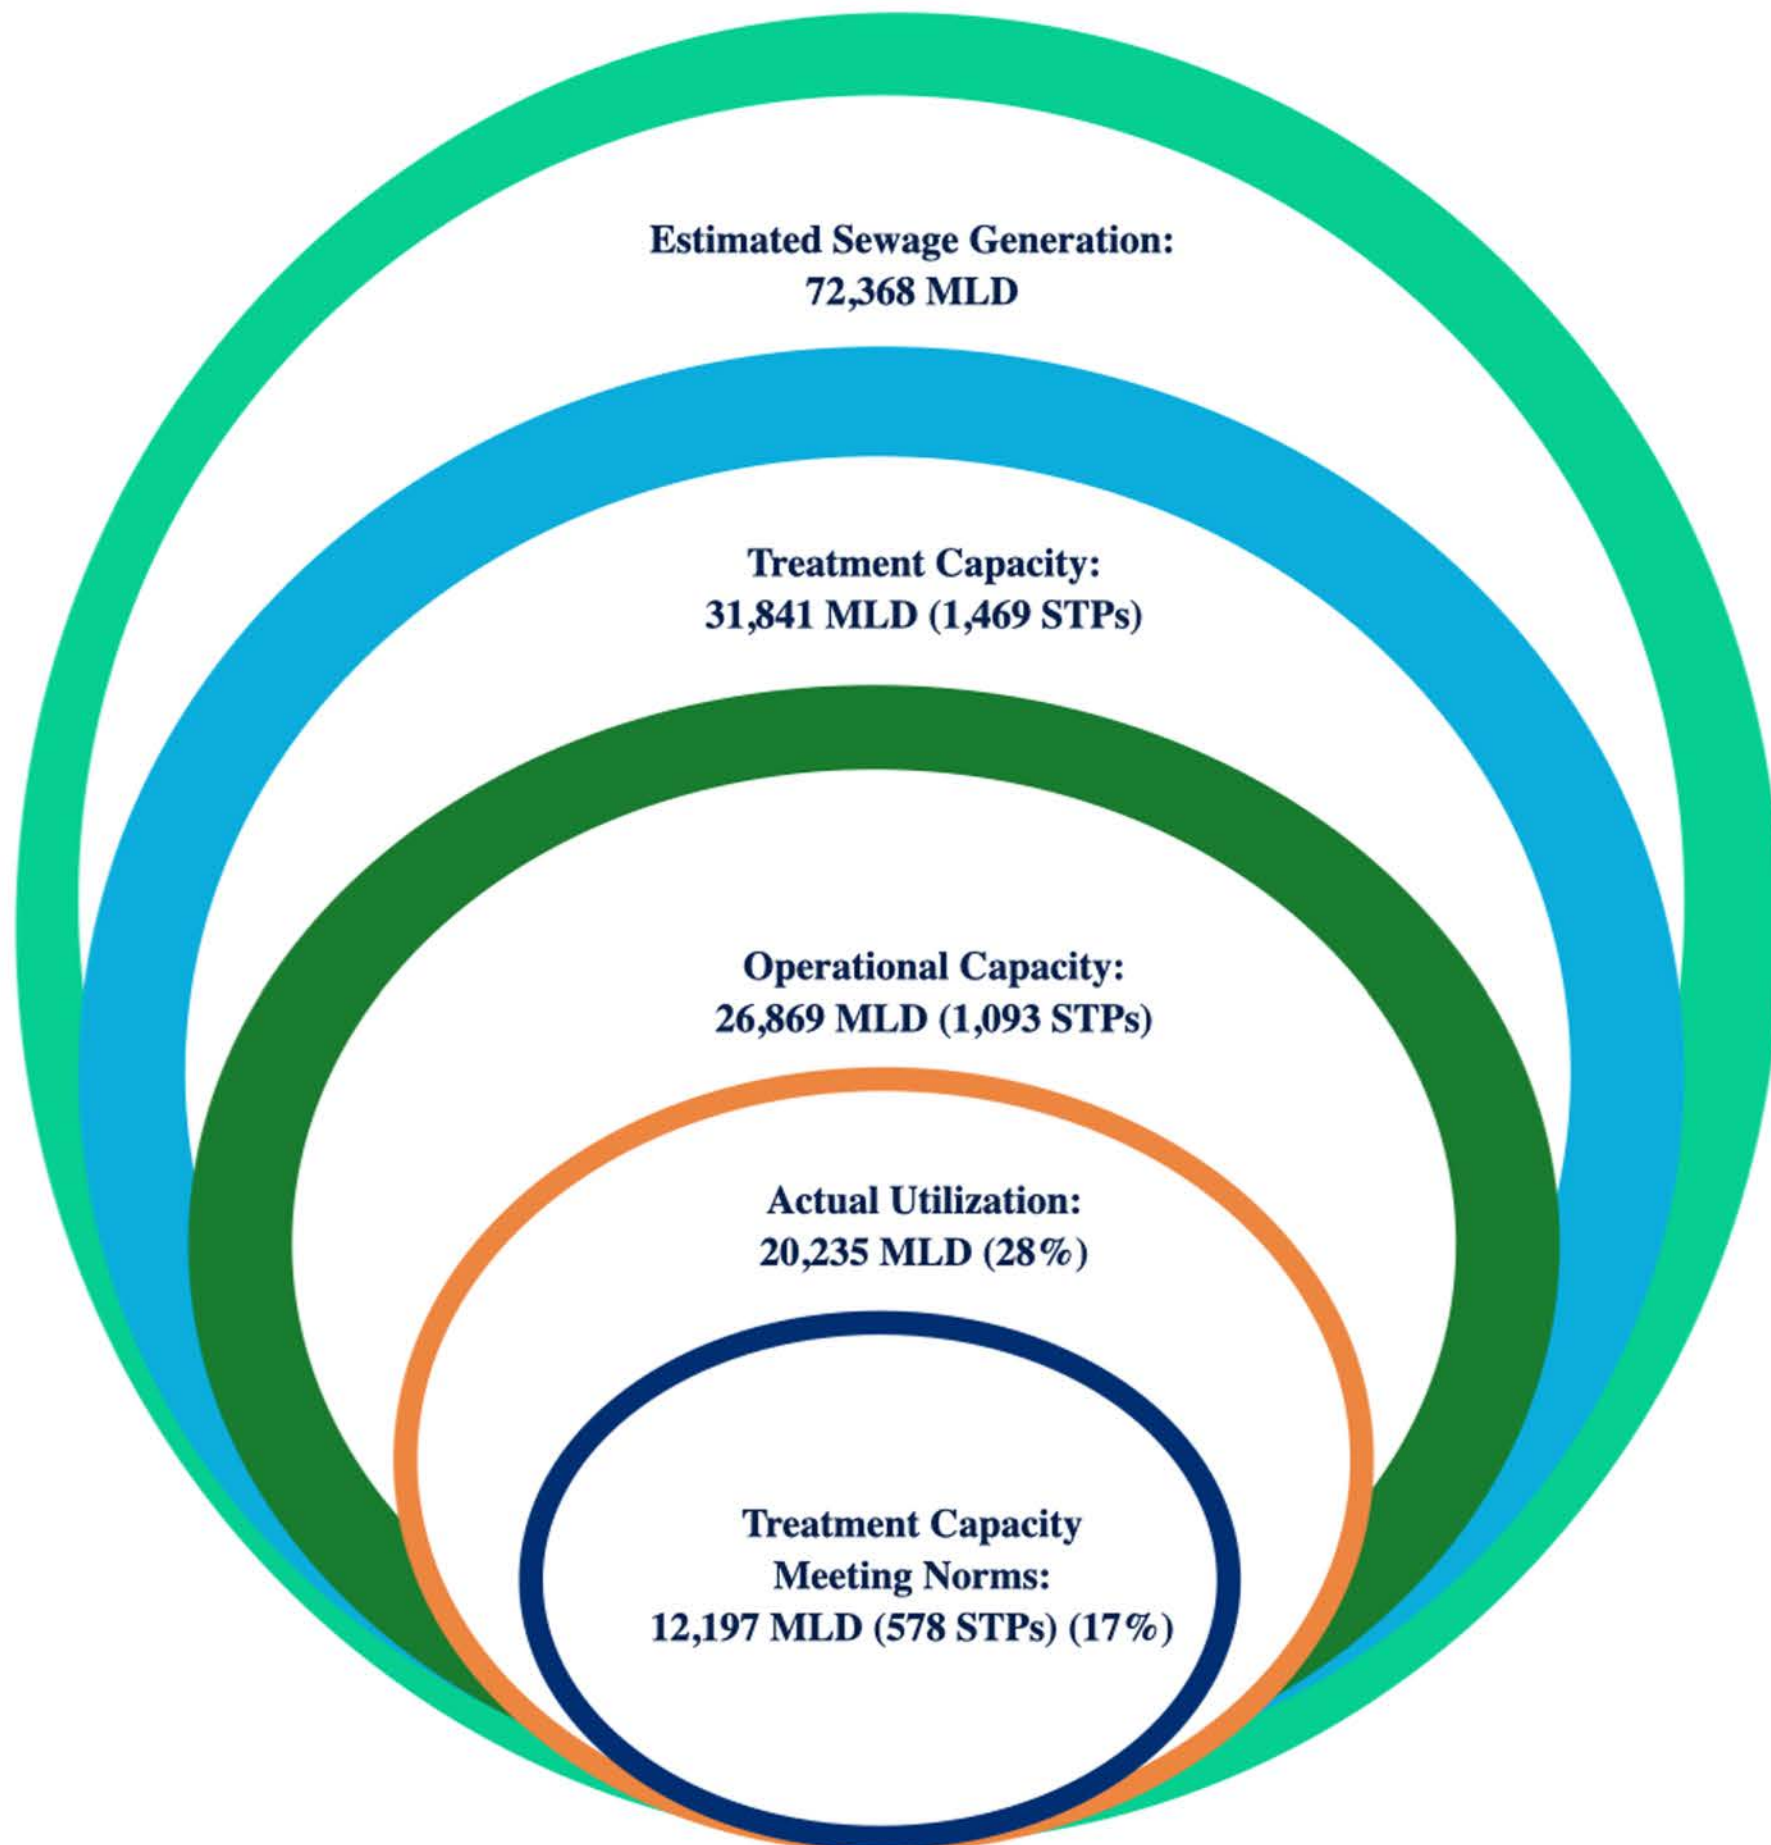 Estimated Sewage Generation:
72,368 MLD
Treatment Capacity:
31,841 MLD (1,469 STPs)
Operational Capacity:
26,869 MLD (1,093 STPs)
Actual Utilization:
20,235 MLD (28%)
Treatment Capacity
Meeting Norms:
12,197 MLD (578 STPs) (17%)